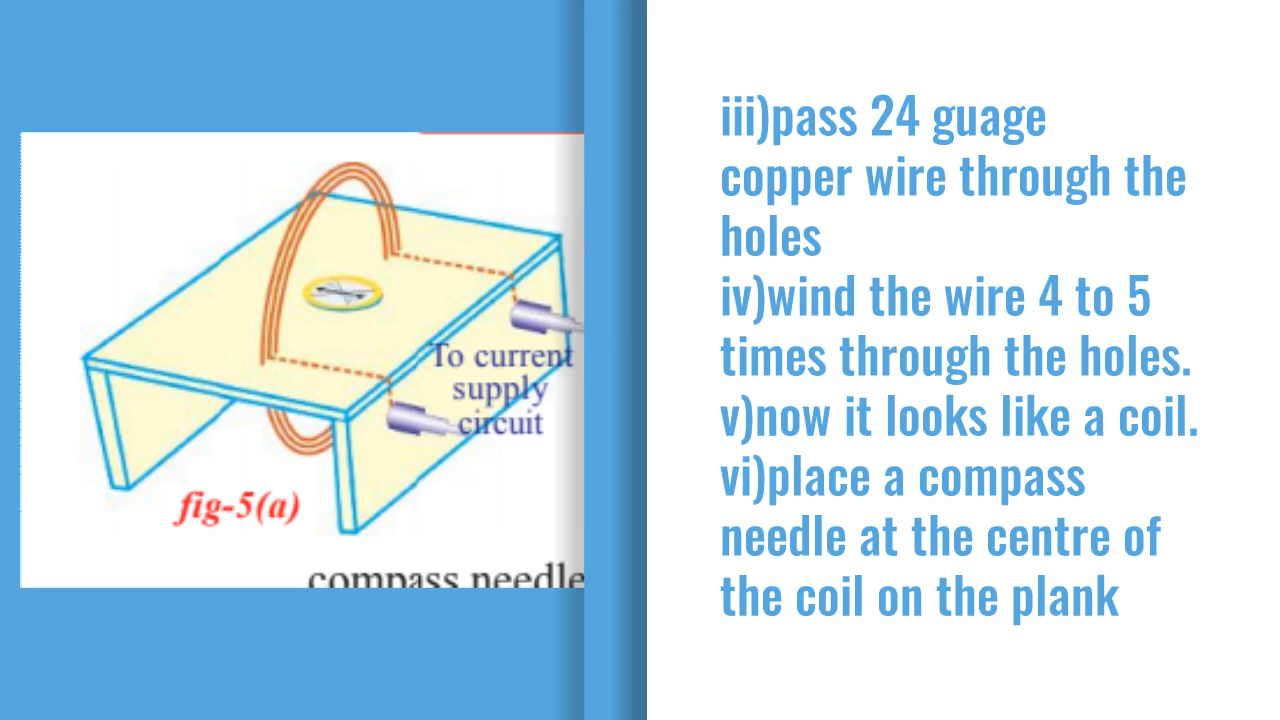 To current
supply
circuit
fig-5(a)
compass needle
iii)pass 24 guage
copper wire through the
holes
iv)wind the wire 4 to 5
times through the holes.
v)now it looks like a coil.
vi)place a compass
needle at the centre of
the coil on the plank